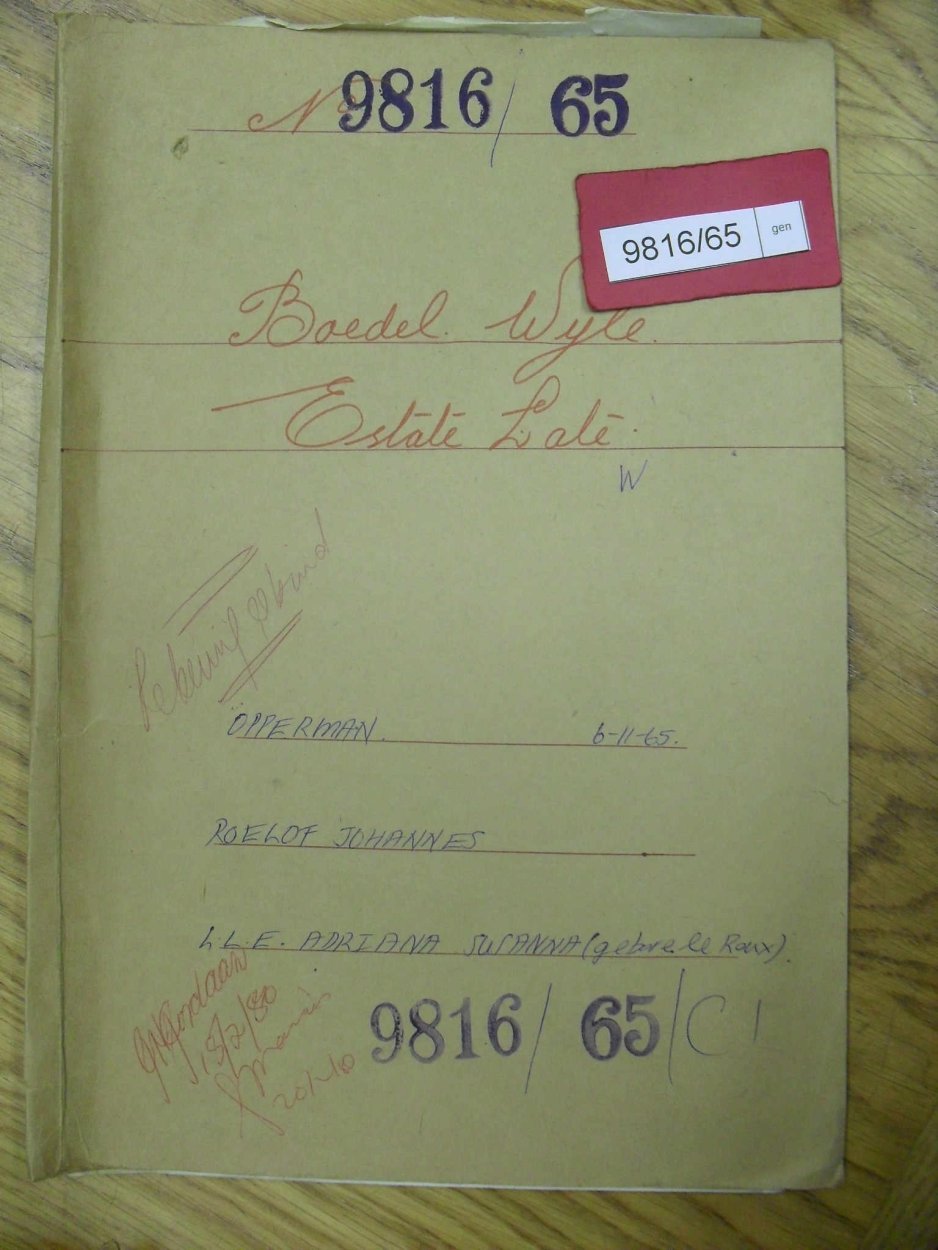 No 9816/65
9816/65 gen
Boedel Wyle.
Estate Late.
W
OPPERMAN. 6-11-65.
ROELOF JOHANNES
L.L.E. ADRIANA SUSANNA (gebore le Roux).
9816/65/C1